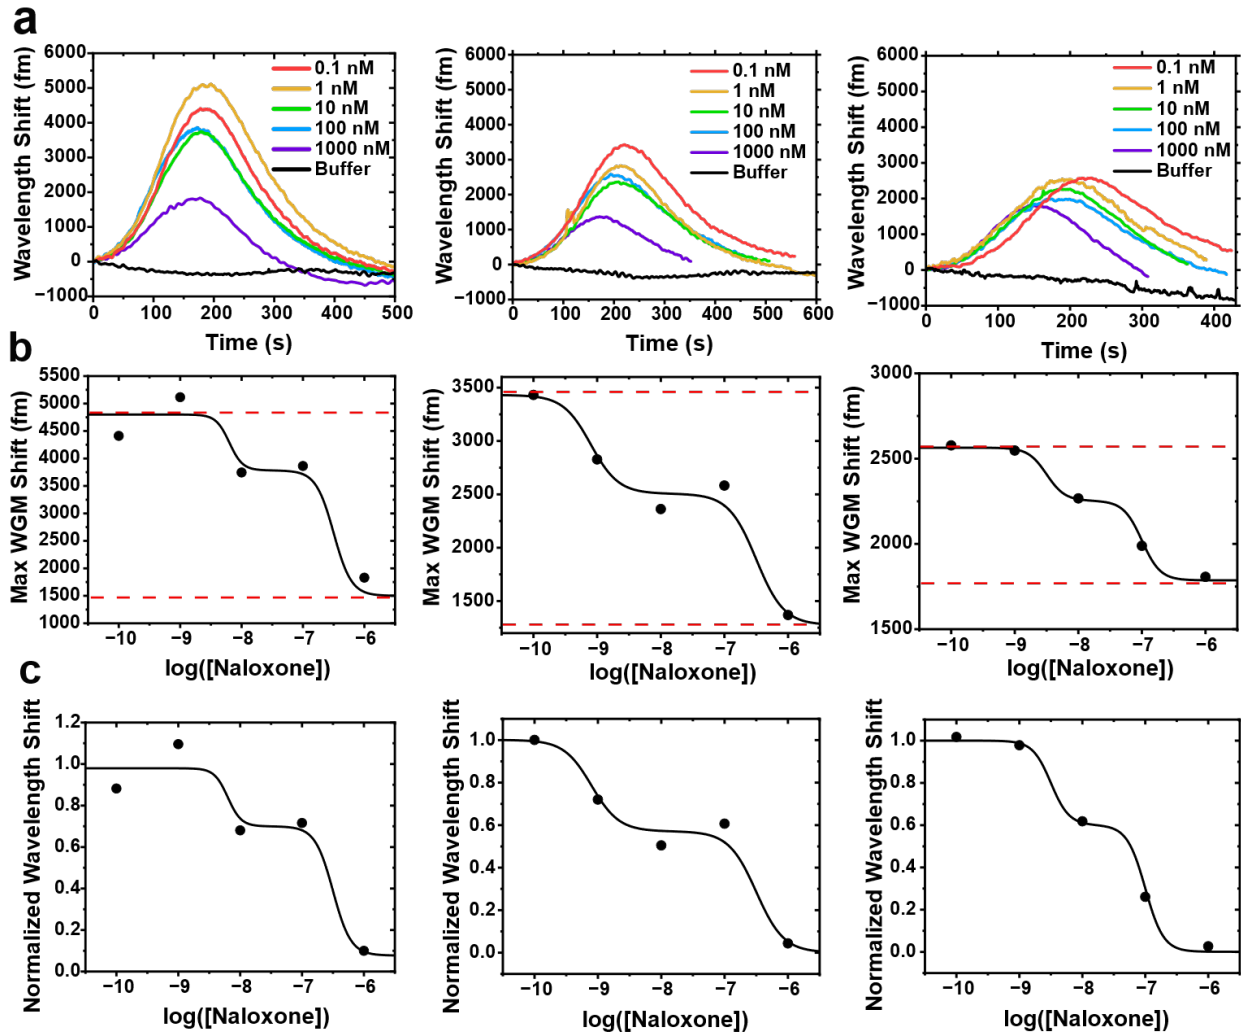 a
Wavelength Shift (fm)
6000
5000
4000
3000
2000
1000
0
−1000
0 100 200 300 400 500
Time (s)
0.1 nM
1 nM
10 nM
100 nM
1000 nM
Buffer
Wavelength Shift (fm)
6000
5000
4000
3000
2000
1000
0
−1000
0 100 200 300 400 500 600
Time (s)
0.1 nM
1 nM
10 nM
100 nM
1000 nM
Buffer
Wavelength Shift (fm)
6000
5000
4000
3000
2000
1000
0
−1000
0 100 200 300 400
Time (s)
0.1 nM
1 nM
10 nM
100 nM
1000 nM
Buffer
b
Max WGM Shift (fm)
5500
5000
4500
4000
3500
3000
2500
2000
1500
1000
−10 −9 −8 −7 −6
log([Naloxone])
Max WGM Shift (fm)
3500
3000
2500
2000
1500
−10 −9 −8 −7 −6
log([Naloxone])
Max WGM Shift (fm)
3000
2500
2000
1500
−10 −9 −8 −7 −6
log([Naloxone])
c
Normalized Wavelength Shift
1.2
1.0
0.8
0.6
0.4
0.2
0.0
−10 −9 −8 −7 −6
log([Naloxone])
Normalized Wavelength Shift
1.0
0.8
0.6
0.4
0.2
0.0
−10 −9 −8 −7 −6
log([Naloxone])
Normalized Wavelength Shift
1.0
0.8
0.6
0.4
0.2
0.0
−10 −9 −8 −7 −6
log([Naloxone])